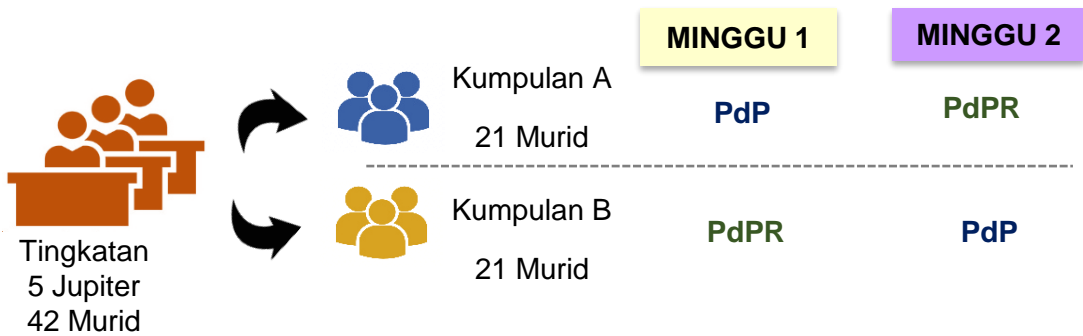 MINGGU 1
MINGGU 2
Kumpulan A
21 Murid
PdP
PdPR
Kumpulan B
21 Murid
PdPR
PdP
Tingkatan
5 Jupiter
42 Murid